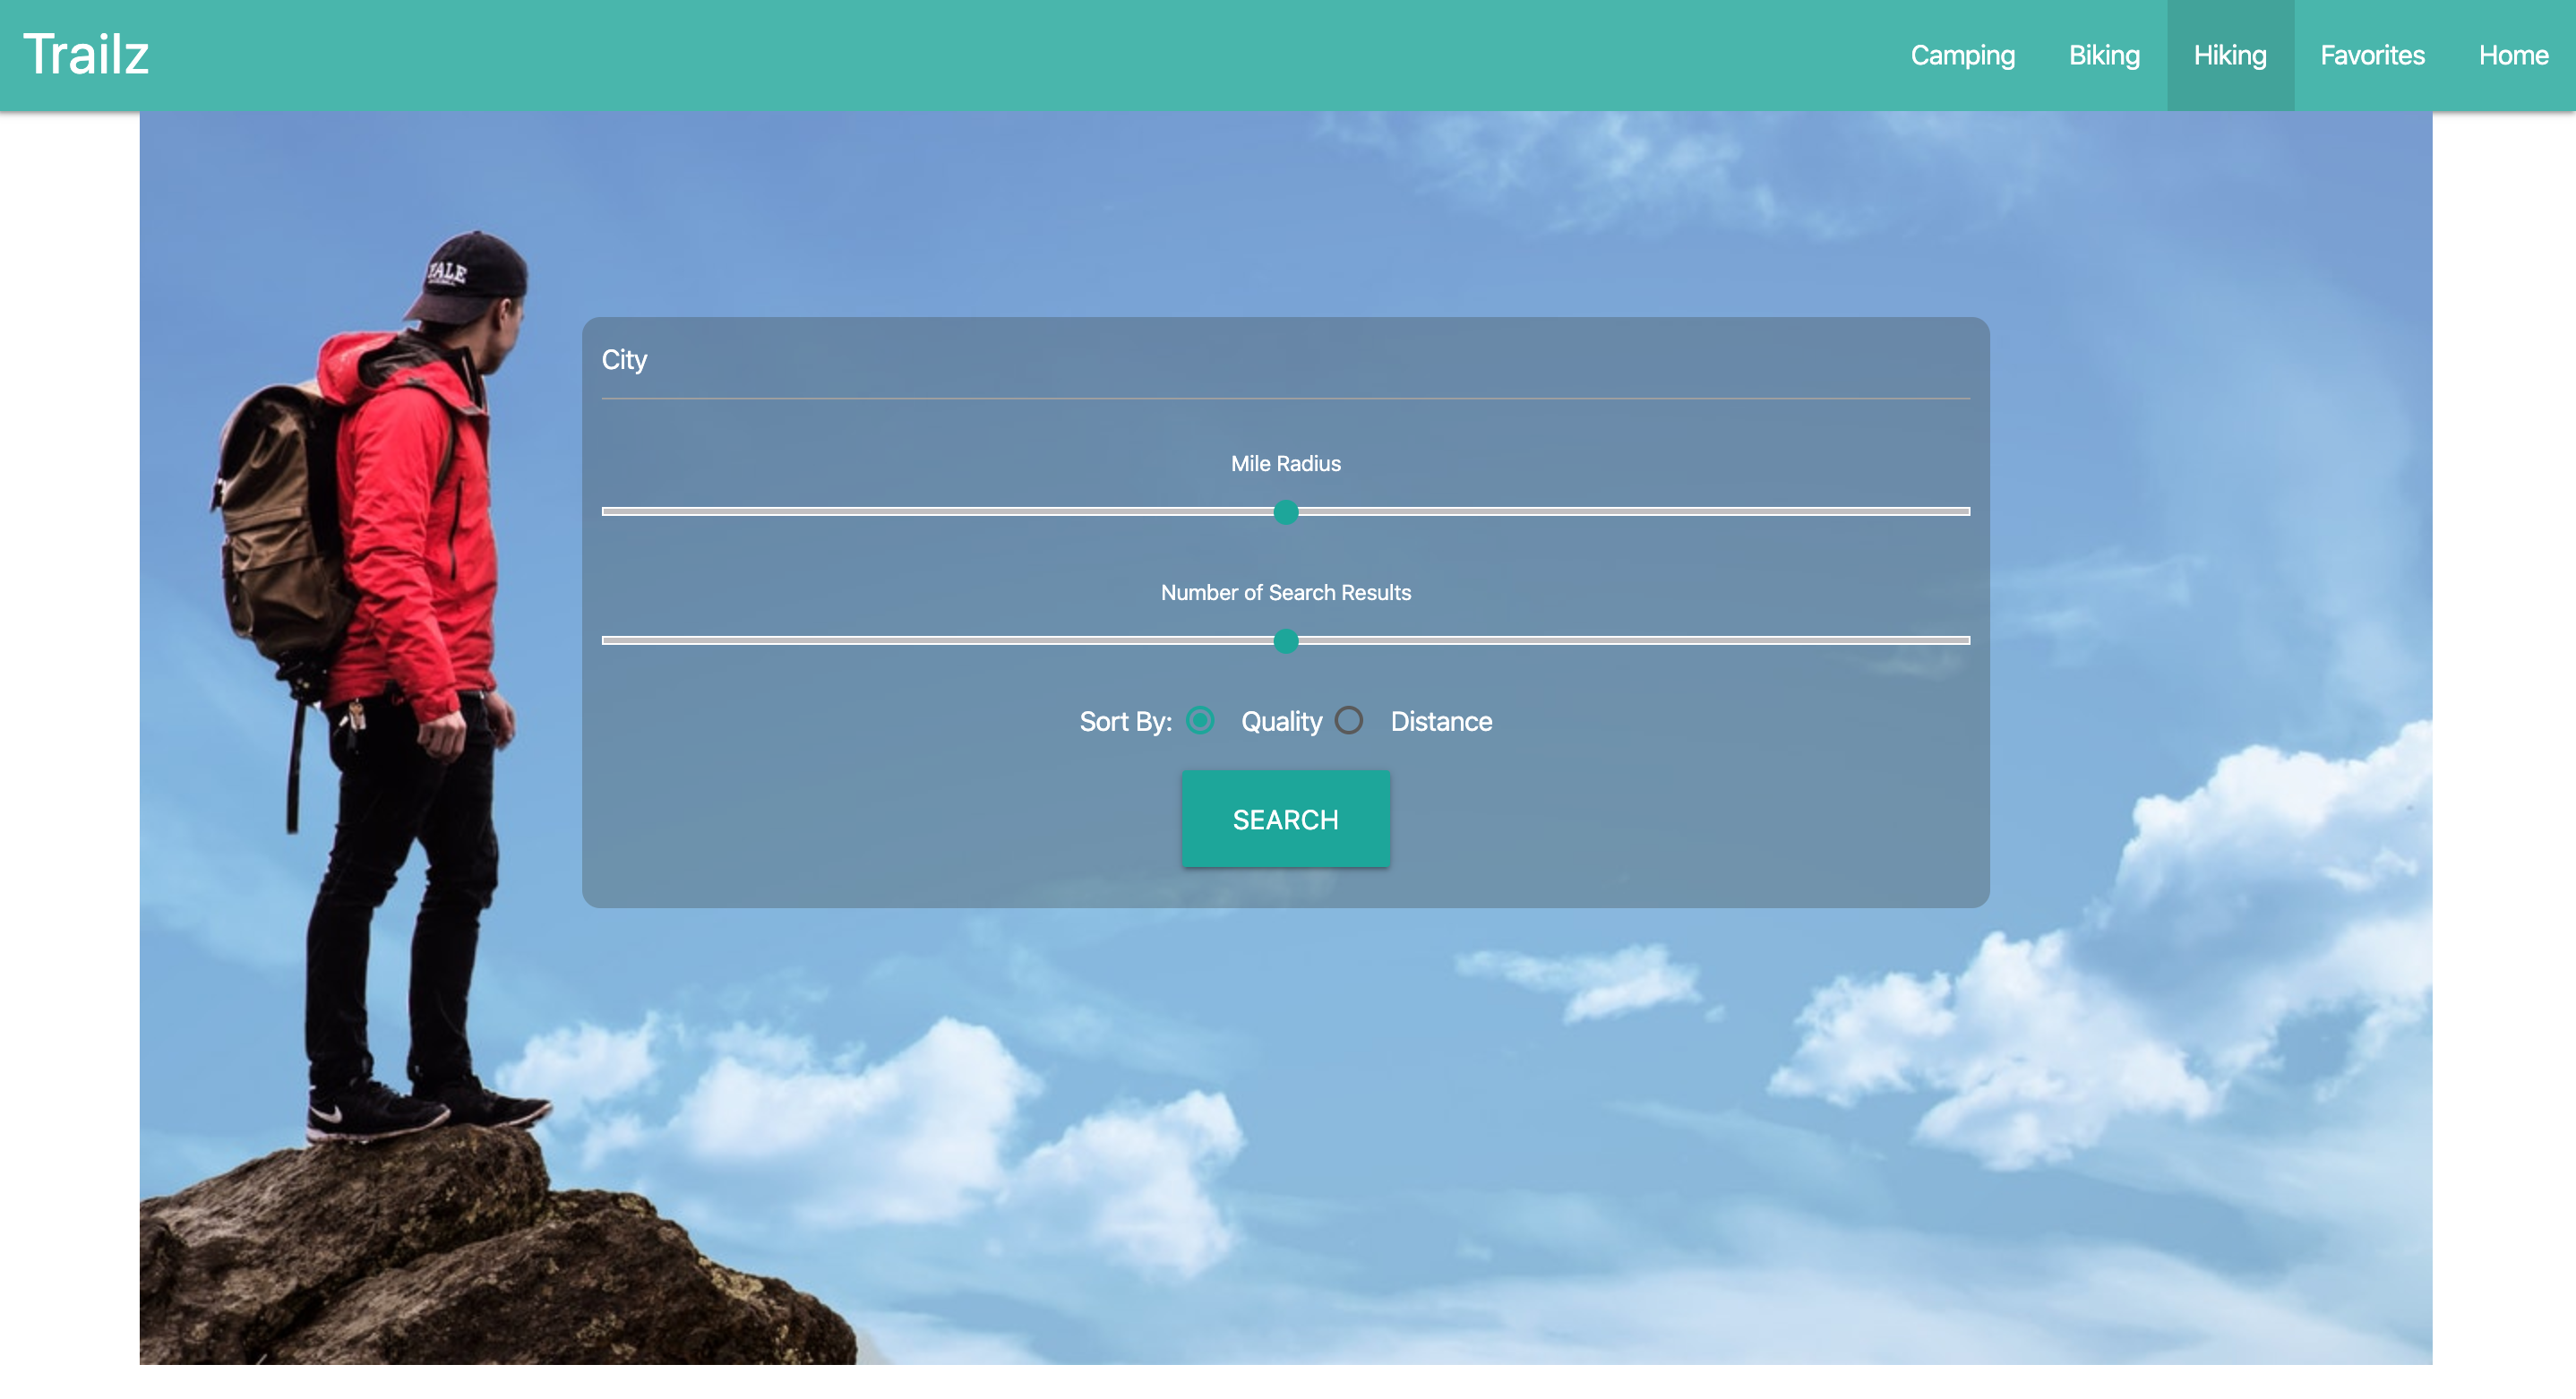 Trailz
Camping Biking Hiking Favorites Home
YALE
City
Mile Radius
Number of Search Results
Sort By: Quality Distance
SEARCH